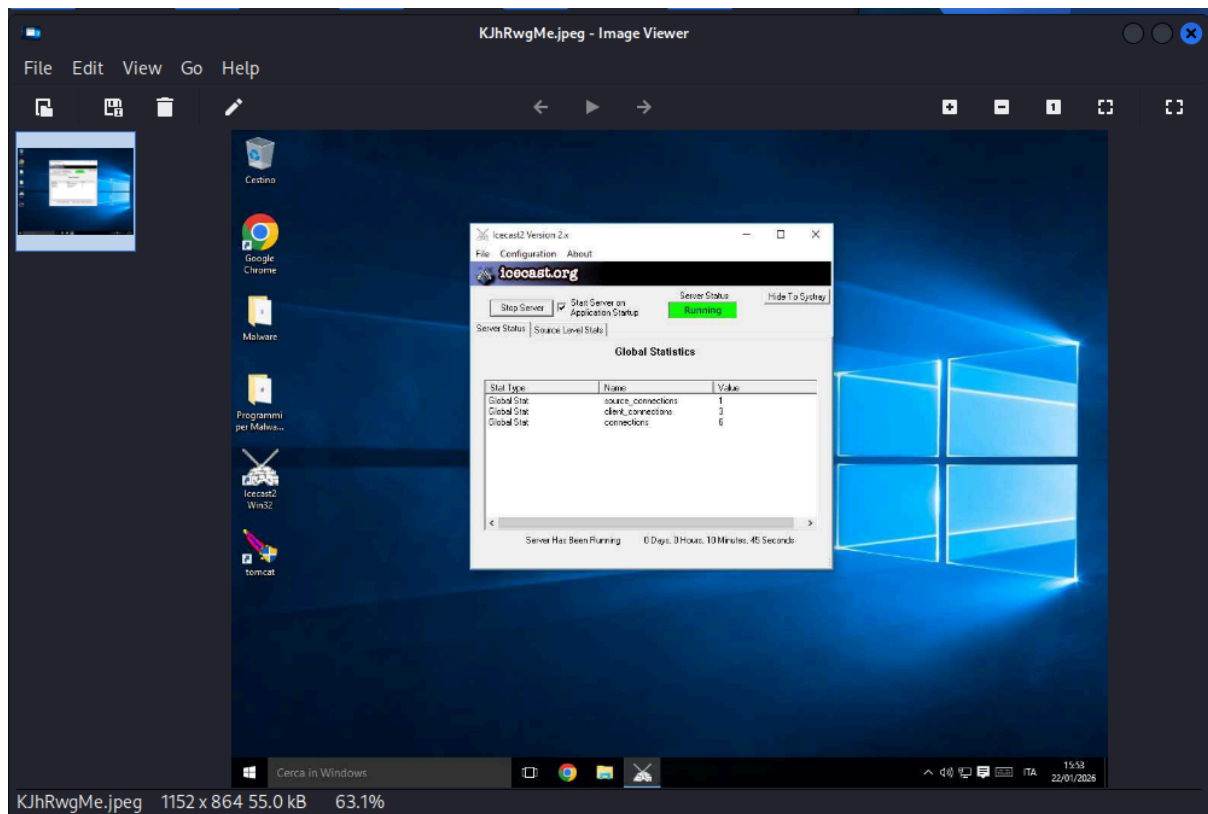 KJhRwgMe.jpeg - Image Viewer
File Edit View Go Help
Cestino
Google
Chrome
Malware
Programmi
per Malwa...
Icecast2
Win32
tomcat
Icecast2 Version 2.x
File Configuration About
icecast.org
Stop Server
Start Server on
Application Startup
Server Status
Running
Hide To Systray
Server Status Source Level Stats
Global Statistics
Stat Type Name Value
Global Stat source_connections 1
Global Stat client_connections 3
Global Stat connections 6
Server Has Been Running 0 Days, 0 Hours, 10 Minutes, 45 Seconds
Cerca in Windows
ITA
15:53
22/01/2026
KJhRwgMe.jpeg 1152 x 864 55.0 kB 63.1%